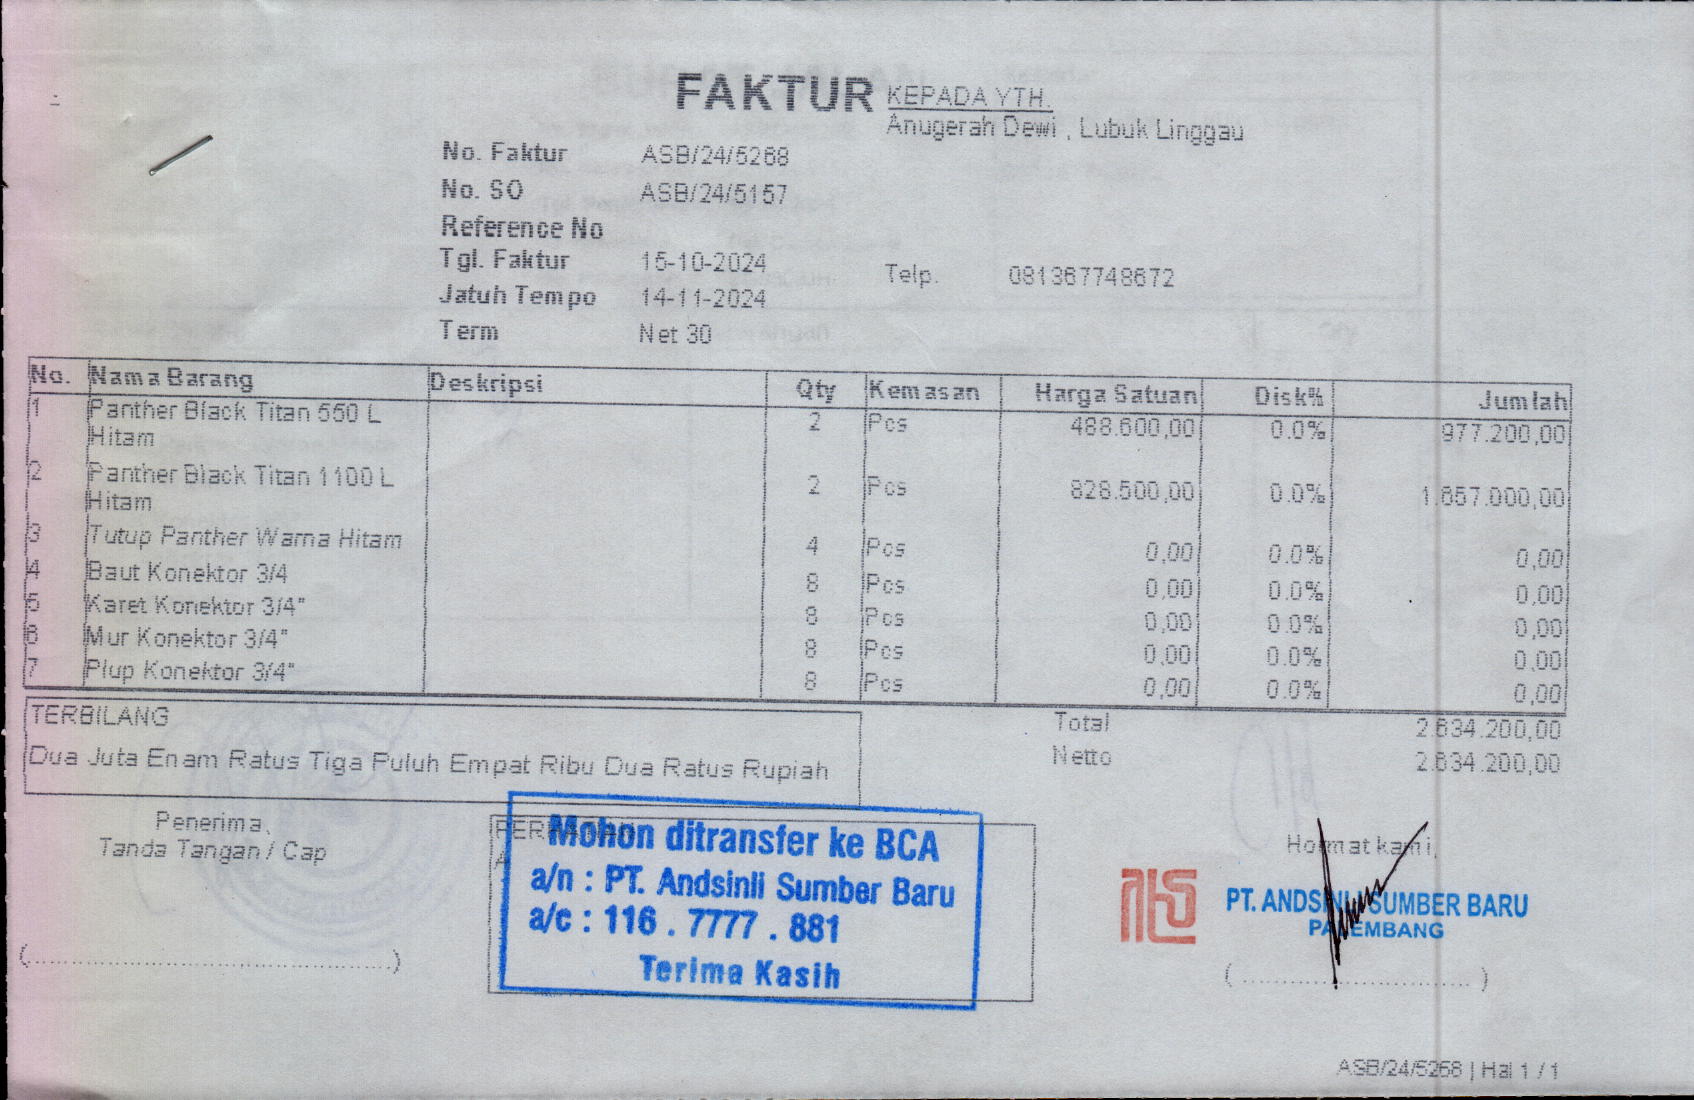 FAKTUR
KEPADA YTH.
Anugerah Dewi , Lubuk Linggau
No. Faktur ASB/24/5268
No. SO ASB/24/5157
Reference No
Tgl. Faktur 15-10-2024
Telp. 081367748672
Jatuh Tempo 14-11-2024
Term Net 30
No. Nama Barang Deskripsi Qty Kemasan Harga Satuan Disk% Jumlah
1 Panther Black Titan 550 L 2 Pcs 488.600,00 0.0% 977.200,00
Hitam
2 Panther Black Titan 1100 L 2 Pcs 828.500,00 0.0% 1.657.000,00
Hitam
3 Tutup Panther Warna Hitam 4 Pcs 0,00 0.0% 0,00
4 Baut Konektor 3/4 8 Pcs 0,00 0.0% 0,00
5 Karet Konektor 3/4" 8 Pcs 0,00 0.0% 0,00
6 Mur Konektor 3/4" 8 Pcs 0,00 0.0% 0,00
7 Plup Konektor 3/4" 8 Pcs 0,00 0.0% 0,00
TERBILANG
Total 2.634.200,00
Dua Juta Enam Ratus Tiga Puluh Empat Ribu Dua Ratus Rupiah
Netto 2.634.200,00
Penerima,
Tanda Tangan / Cap
Mohon ditransfer ke BCA
a/n : PT. Andsinli Sumber Baru
a/c : 116 . 7777 . 881
Terima Kasih
Hormat kami,
PT. ANDSINLI SUMBER BARU
PALEMBANG
ASB/24/5268 | Hal 1 / 1